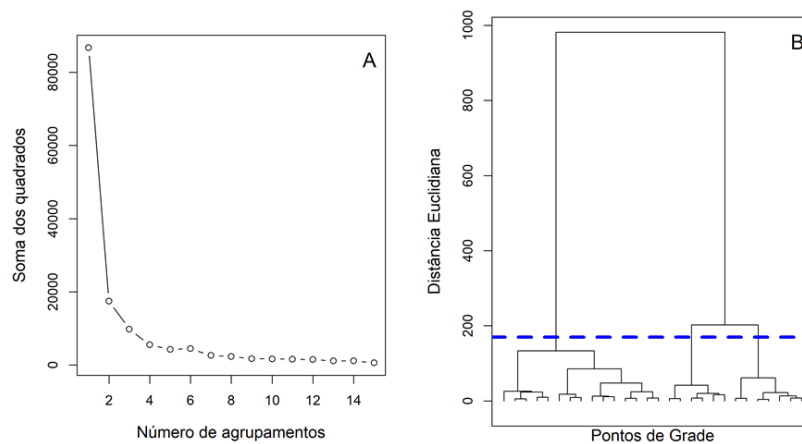 A
Soma dos quadrados
80000
60000
40000
20000
0
2 4 6 8 10 12 14
Número de agrupamentos
B
Distância Euclidiana
1000
800
600
400
200
0
Pontos de Grade